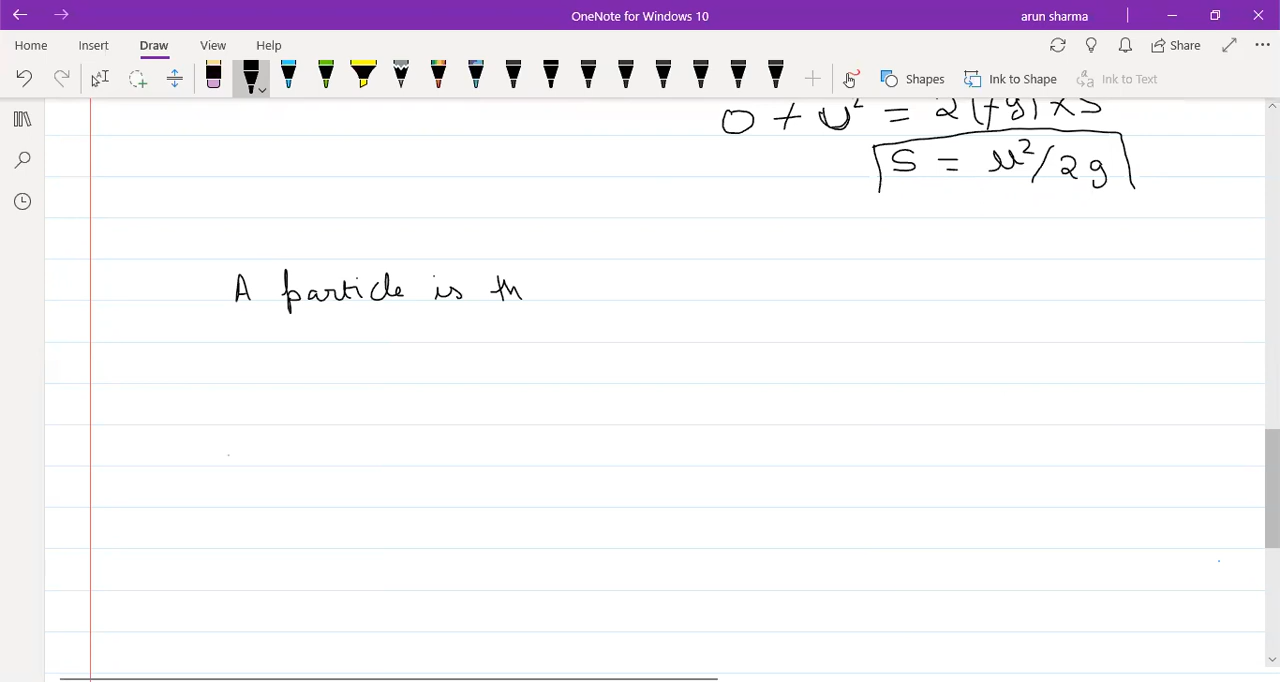 OneNote for Windows 10
arun sharma
Home Insert Draw View Help
Share
Shapes Ink to Shape Ink to Text
0 + u² = 2(+g) × S
S = u²/2g
A particle is th